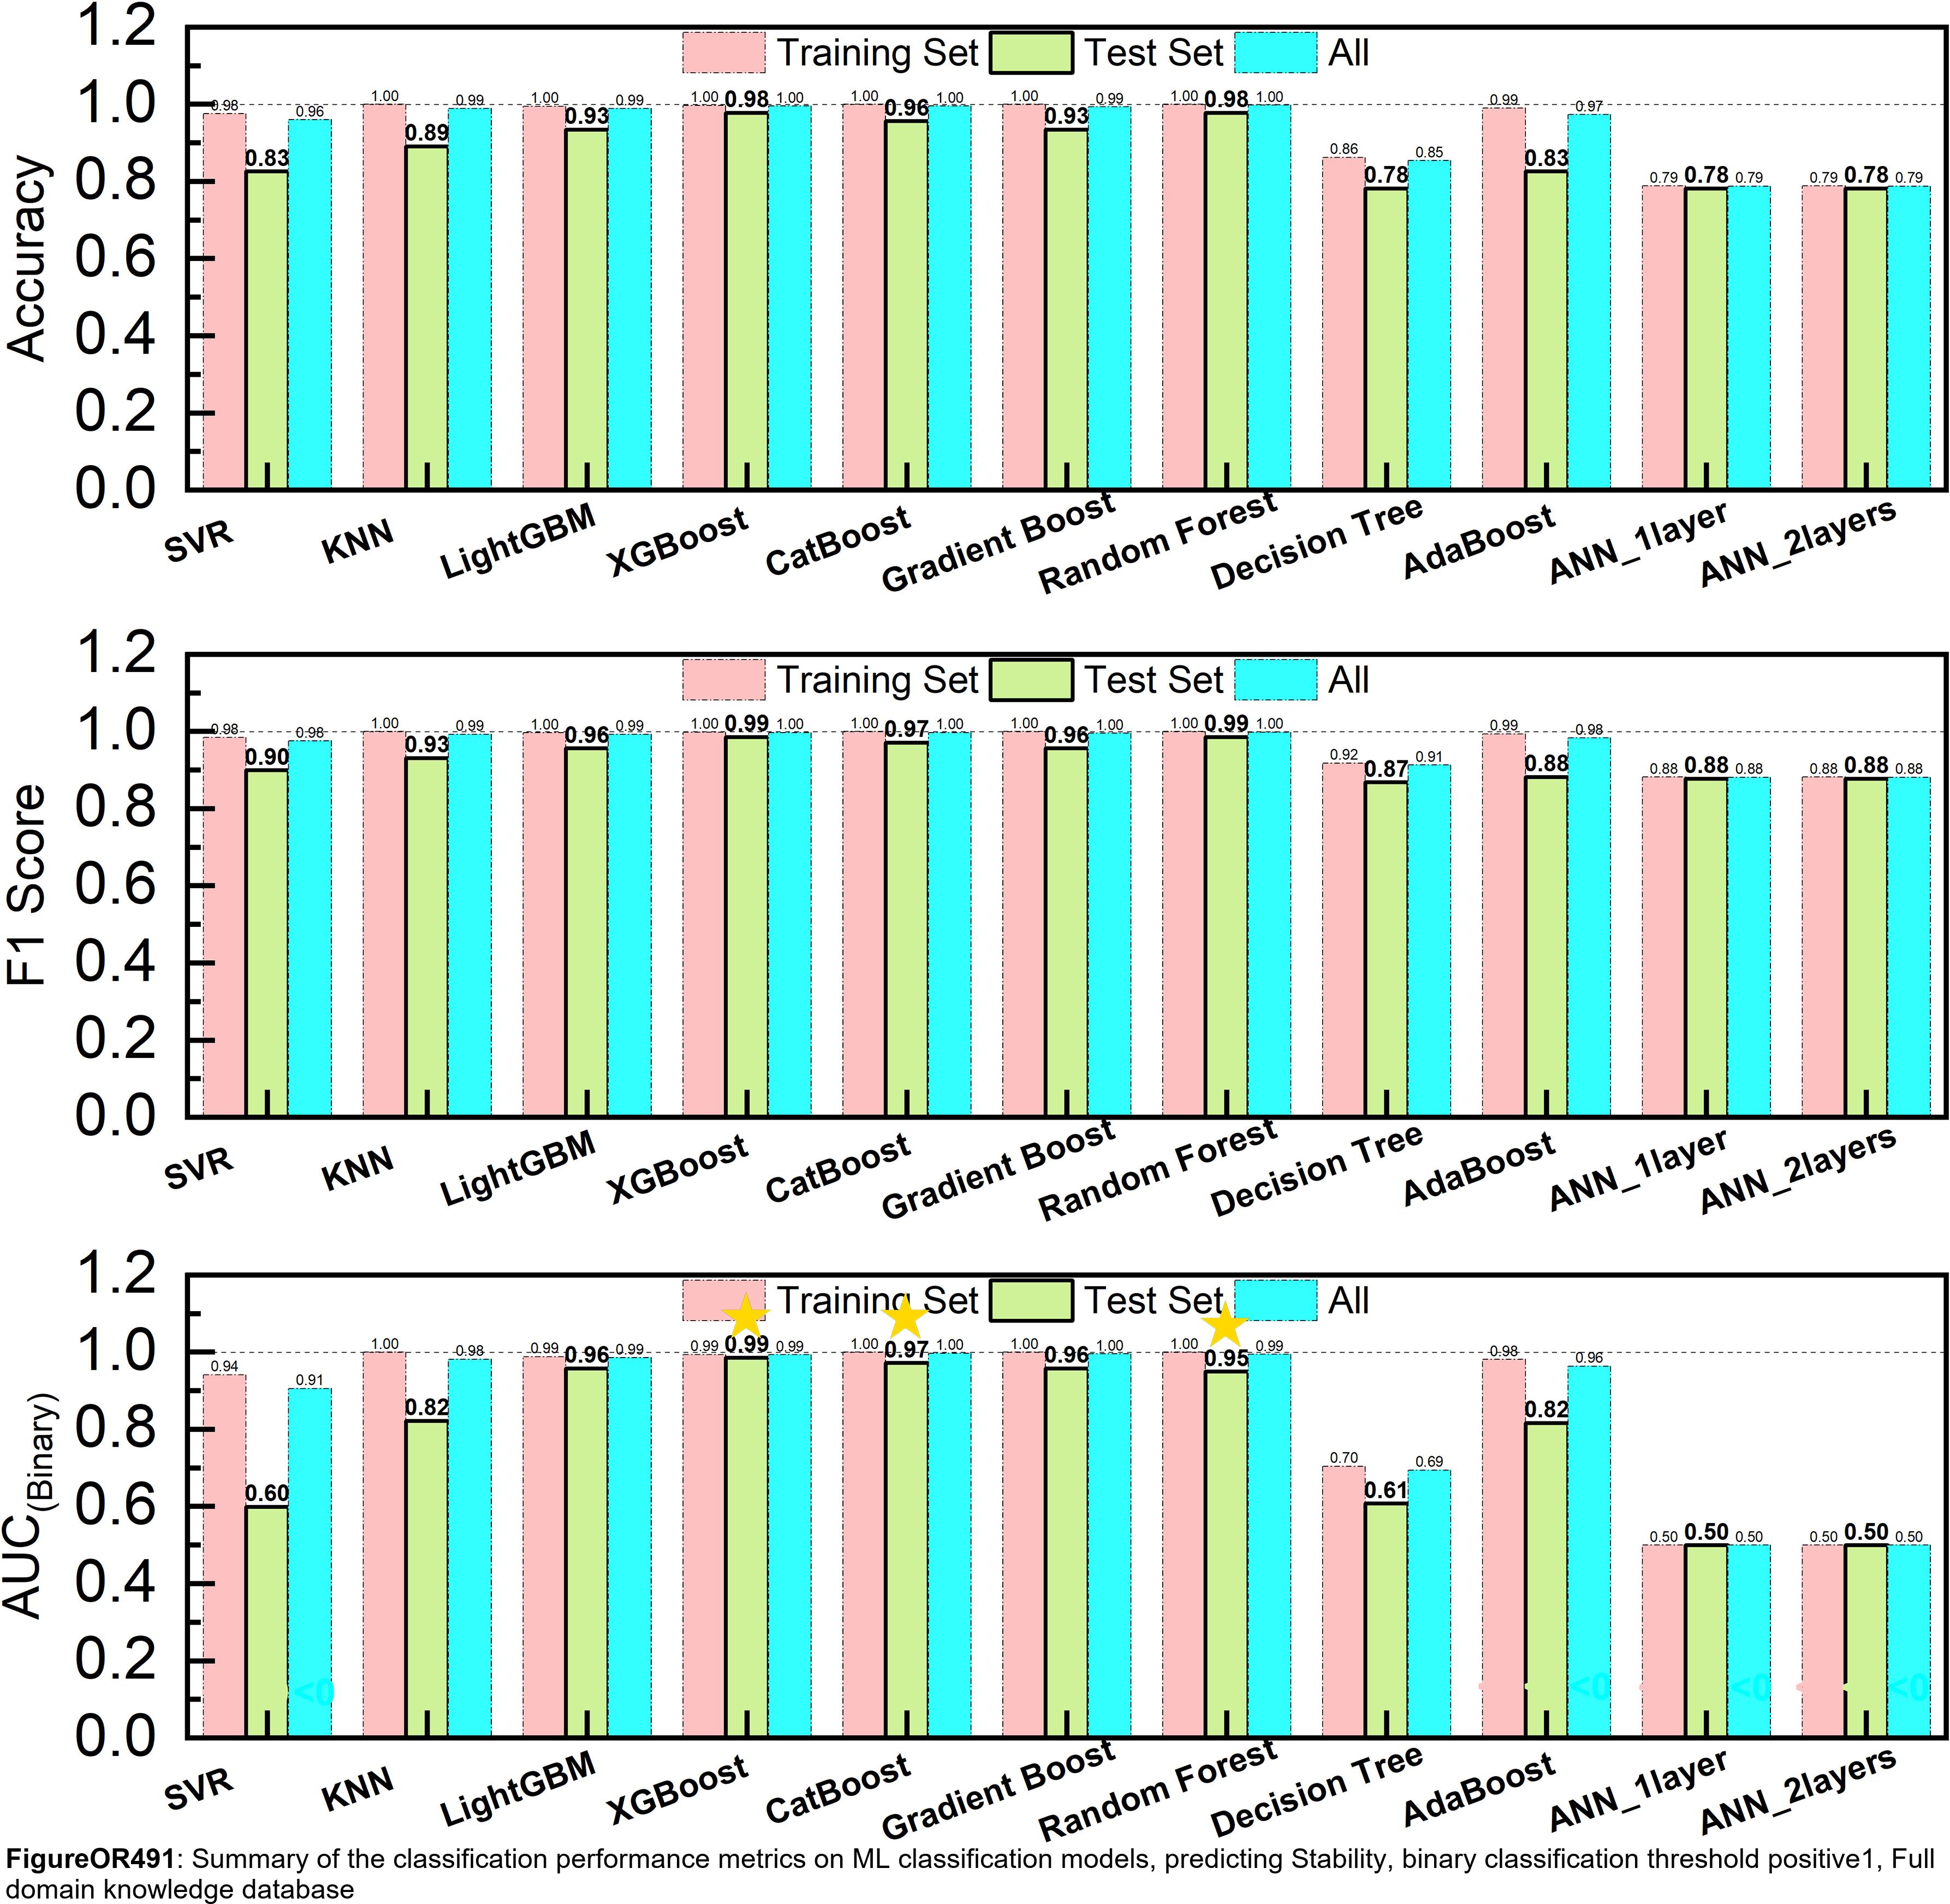 1.2
1.0
0.8
0.6
0.4
0.2
0.0
Accuracy
Training Set Test Set All
0.98 0.83 0.96 1.00 0.89 0.99 1.00 0.93 0.99 1.00 0.98 1.00 1.00 0.96 1.00 1.00 0.93 0.99 1.00 0.98 1.00 0.86 0.78 0.85 0.99 0.83 0.97 0.79 0.78 0.79 0.79 0.78 0.79
SVR KNN LightGBM XGBoost CatBoost Gradient Boost Random Forest Decision Tree AdaBoost ANN_1layer ANN_2layers
1.2
1.0
0.8
0.6
0.4
0.2
0.0
F1 Score
Training Set Test Set All
0.98 0.90 0.98 1.00 0.93 0.99 1.00 0.96 0.99 1.00 0.99 1.00 1.00 0.97 1.00 1.00 0.96 1.00 1.00 0.99 1.00 0.92 0.87 0.91 0.99 0.88 0.98 0.88 0.88 0.88 0.88 0.88 0.88
SVR KNN LightGBM XGBoost CatBoost Gradient Boost Random Forest Decision Tree AdaBoost ANN_1layer ANN_2layers
1.2
1.0
0.8
0.6
0.4
0.2
0.0
AUC(Binary)
Training Set Test Set All
0.94 0.60 0.91 1.00 0.82 0.98 0.99 0.96 0.99 0.99 0.99 0.99 1.00 0.97 1.00 1.00 0.96 1.00 1.00 0.95 0.99 0.70 0.61 0.69 0.98 0.82 0.96 0.50 0.50 0.50 0.50 0.50 0.50
<0 <0 <0 <0
SVR KNN LightGBM XGBoost CatBoost Gradient Boost Random Forest Decision Tree AdaBoost ANN_1layer ANN_2layers
FigureOR491: Summary of the classification performance metrics on ML classification models, predicting Stability, binary classification threshold positive1, Full
domain knowledge database